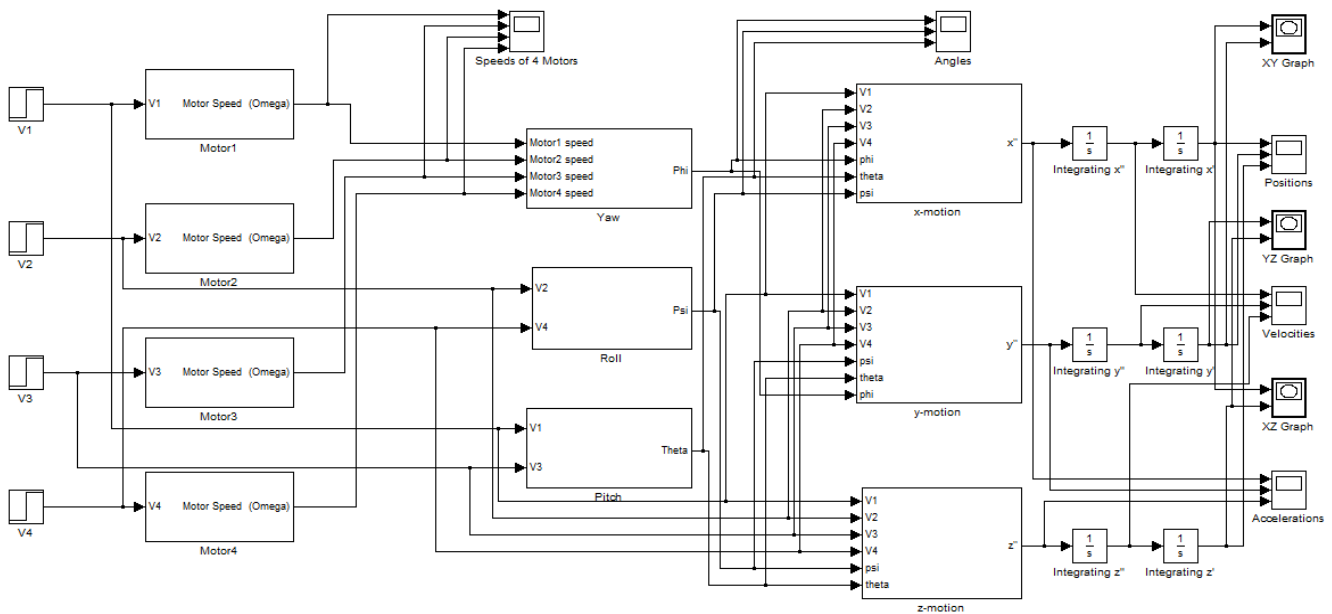 V1
V1
Motor Speed (Omega)
Motor1
Speeds of 4 Motors
V2
V2
Motor Speed (Omega)
Motor2
V3
V3
Motor Speed (Omega)
Motor3
V4
V4
Motor Speed (Omega)
Motor4
Motor1 speed
Motor2 speed
Motor3 speed
Motor4 speed
Phi
Yaw
V2
V4
Psi
Roll
V1
V3
Theta
Pitch
Angles
V1
V2
V3
V4
phi
theta
psi
x''
x-motion
V1
V2
V3
V4
psi
theta
phi
y''
y-motion
V1
V2
V3
V4
psi
theta
z''
z-motion
1
s
Integrating x''
1
s
Integrating x'
1
s
Integrating y''
1
s
Integrating y'
1
s
Integrating z''
1
s
Integrating z'
XY Graph
Positions
YZ Graph
Velocities
XZ Graph
Accelerations